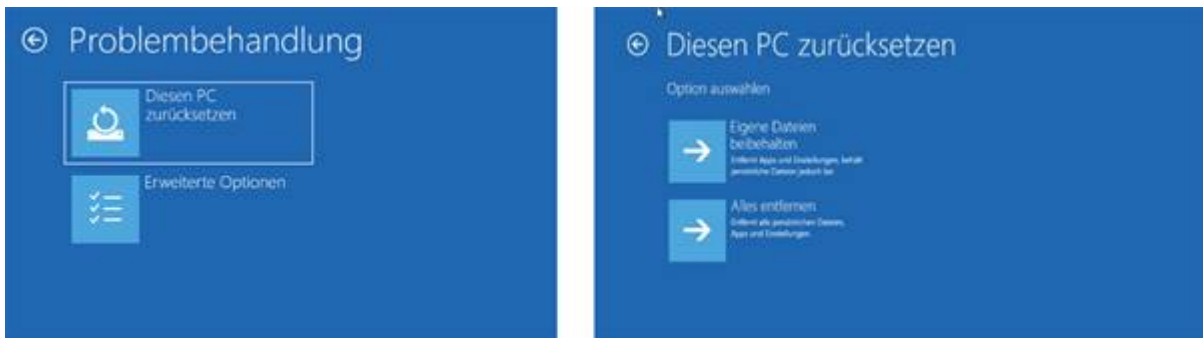 Problembehandlung
Diesen PC
zurücksetzen
Erweiterte Optionen
Diesen PC zurücksetzen
Option auswählen
Eigene Dateien
beibehalten
Entfernt Apps und Einstellungen, behält
persönliche Dateien jedoch bei
Alles entfernen
Entfernt alle persönlichen Dateien,
Apps und Einstellungen.